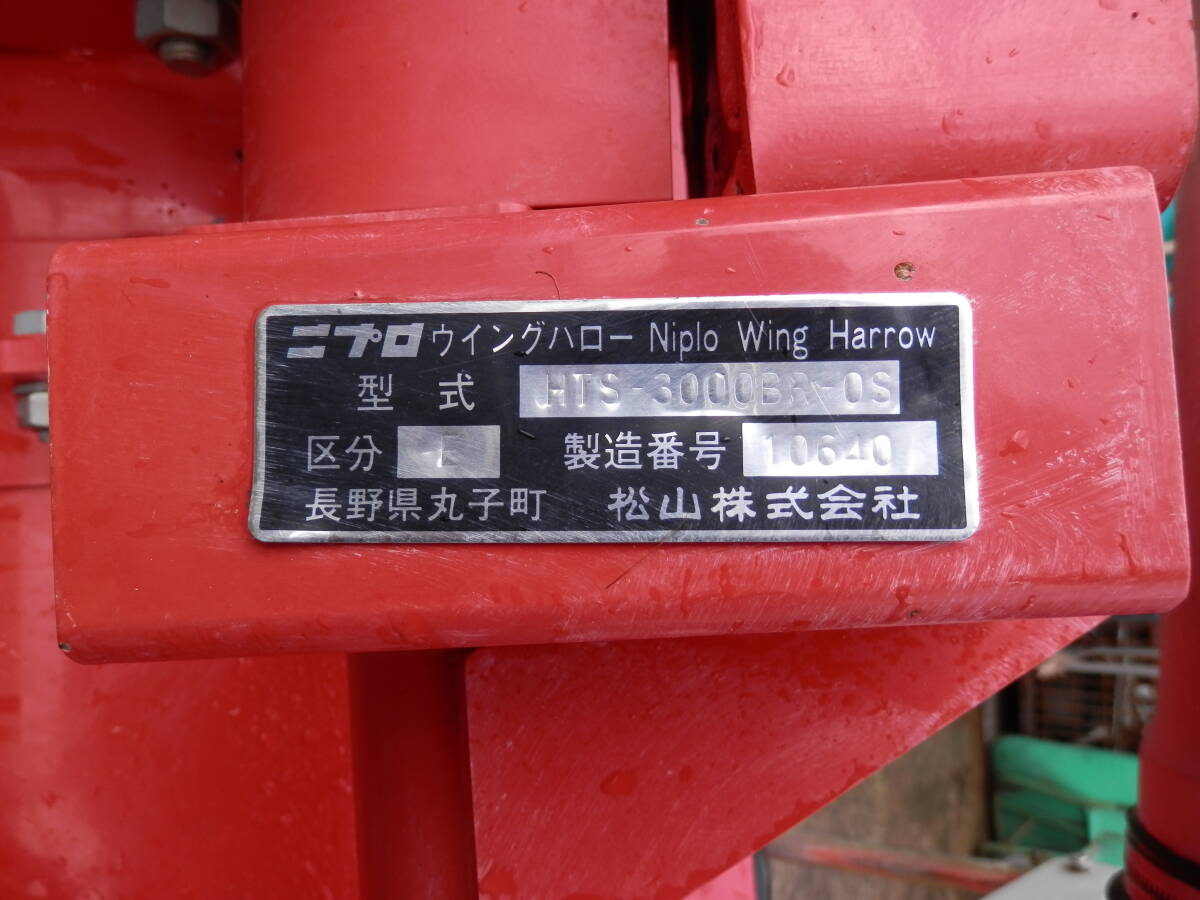 ニプロ ウイングハロー Niplo Wing Harrow
型式 HTS-3000BR-0S
区分 E 製造番号 10640
長野県丸子町 松山株式会社